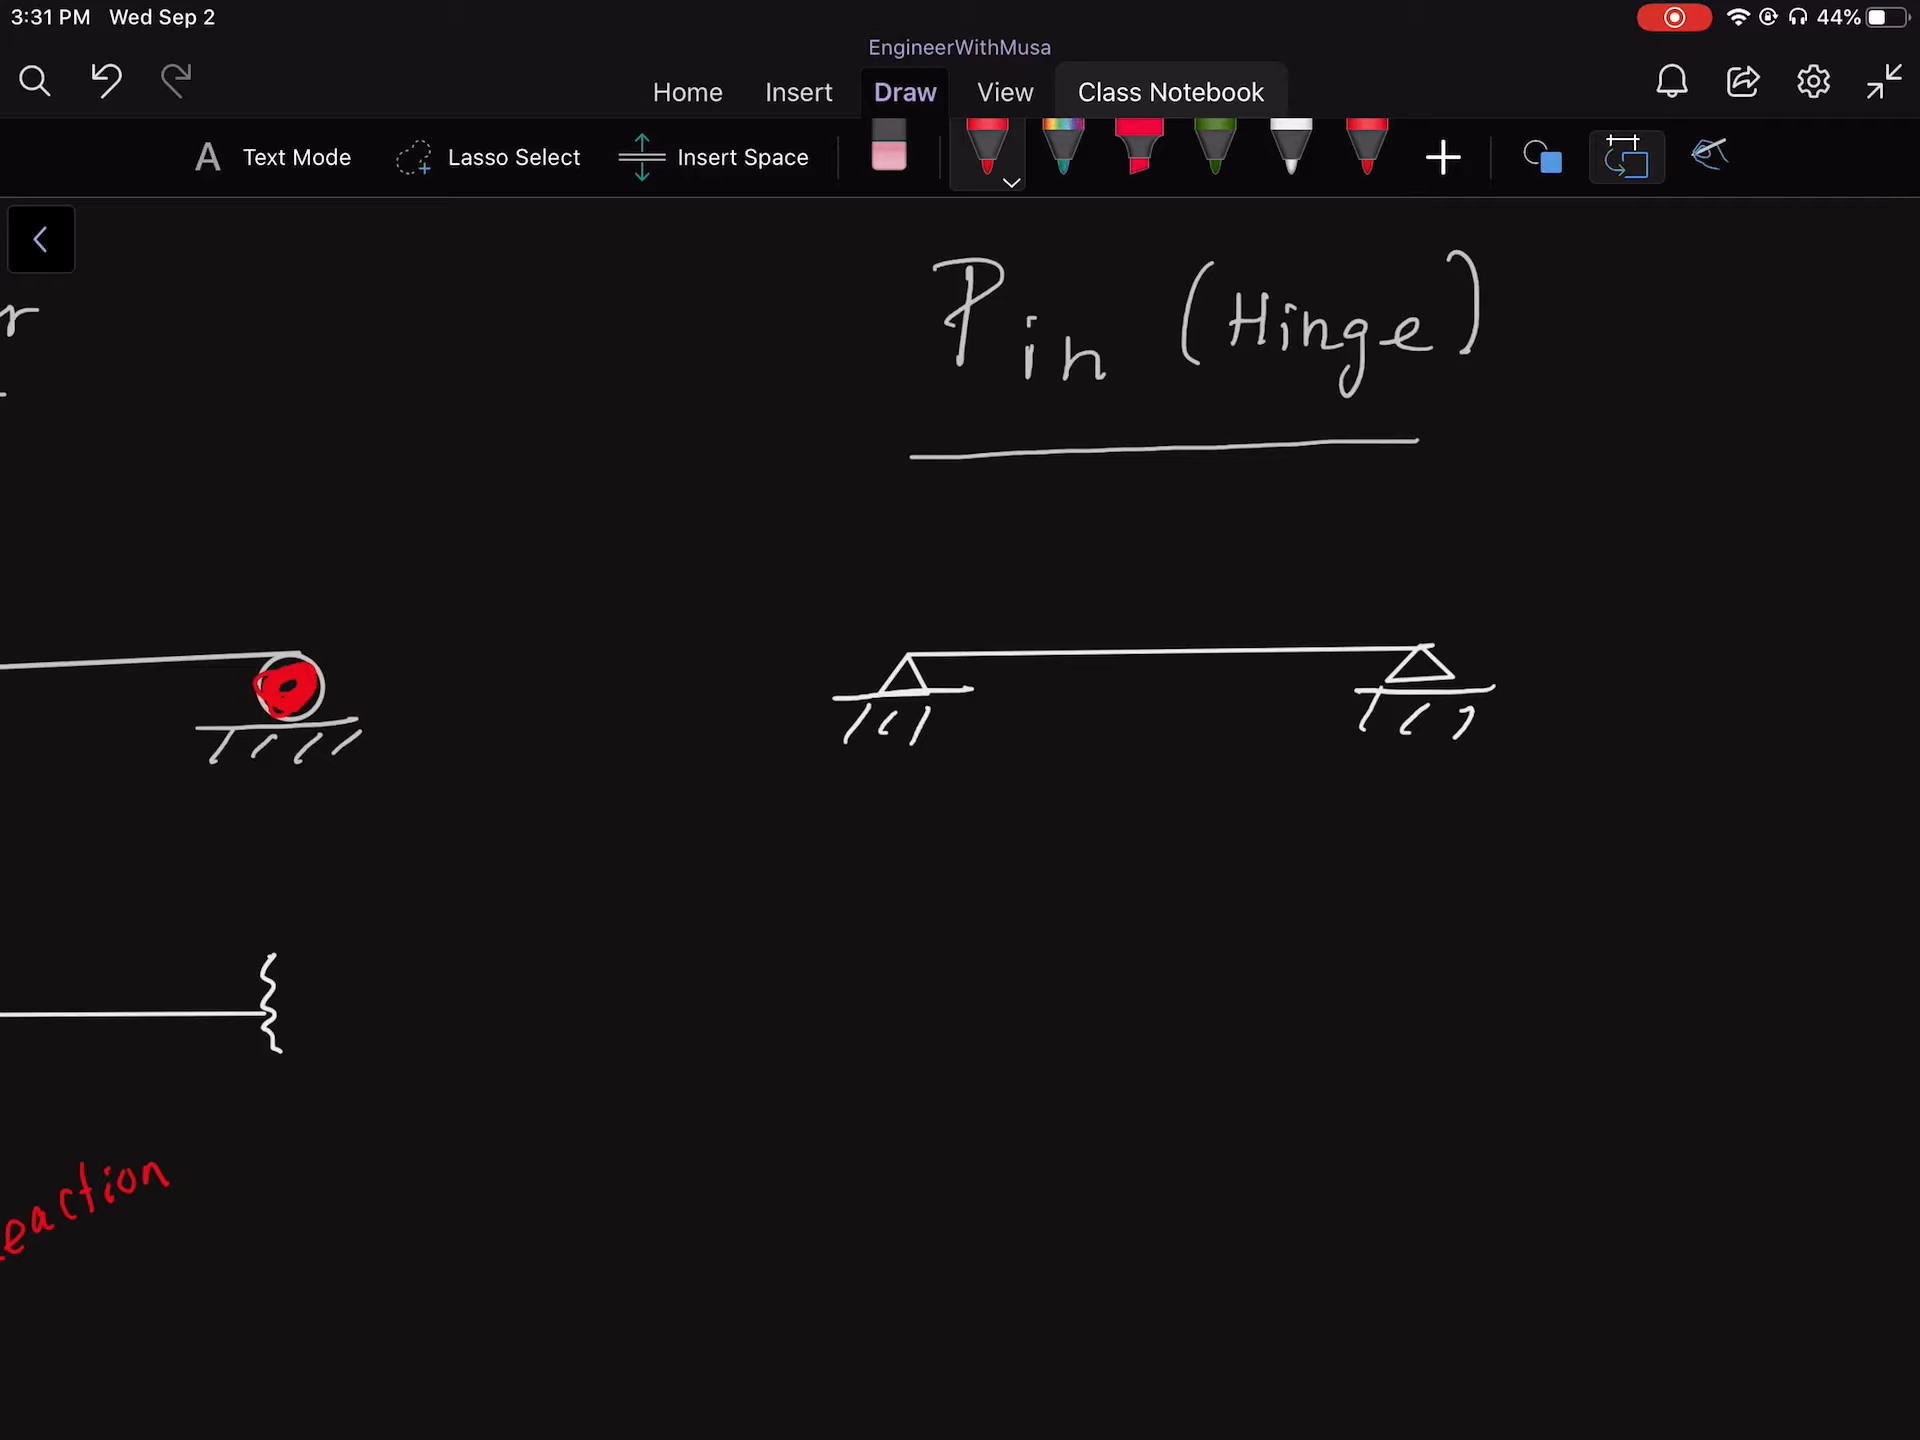 3:31 PM Wed Sep 2
44%
EngineerWithMusa
Home Insert Draw View Class Notebook
Text Mode Lasso Select Insert Space
Pin (Hinge)
r
eaction